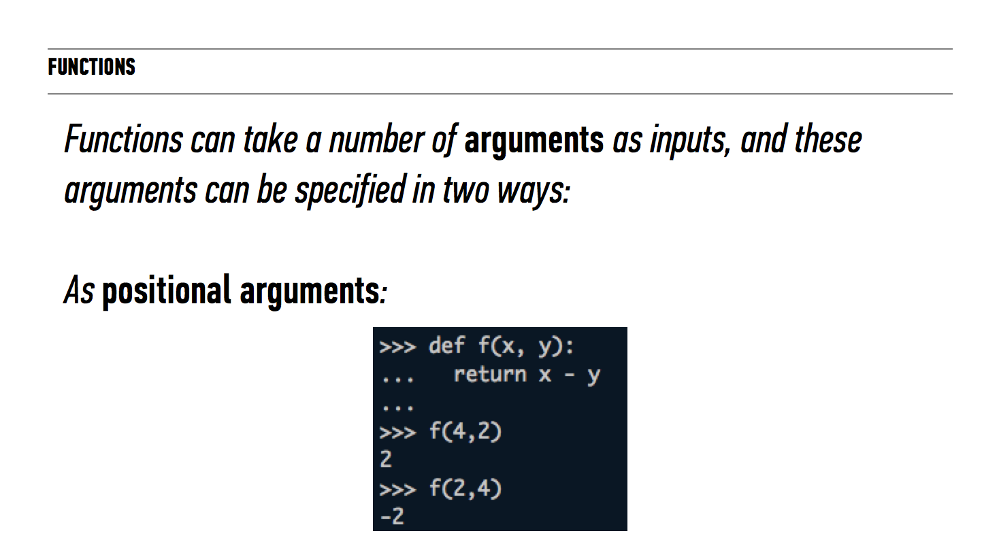 FUNCTIONS
Functions can take a number of arguments as inputs, and these
arguments can be specified in two ways:
As positional arguments:
>>> def f(x, y):
...   return x - y
...
>>> f(4,2)
2
>>> f(2,4)
-2